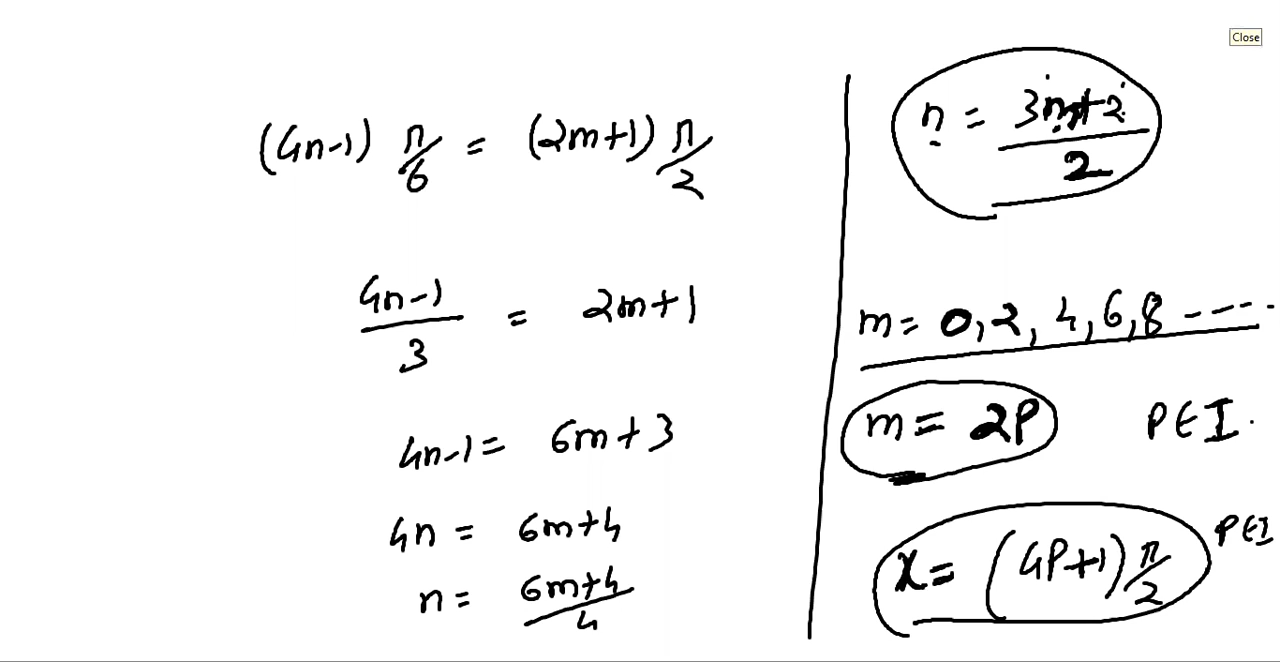 (4n-1) π/6 = (2m+1) π/2
(4n-1)/3 = 2m+1
4n-1 = 6m+3
4n = 6m+4
n = (6m+4)/4
Close
n = (3m+2)/2
m = 0, 2, 4, 6, 8 ----
m = 2P P∈I.
x = (4P+1) π/2 P∈I